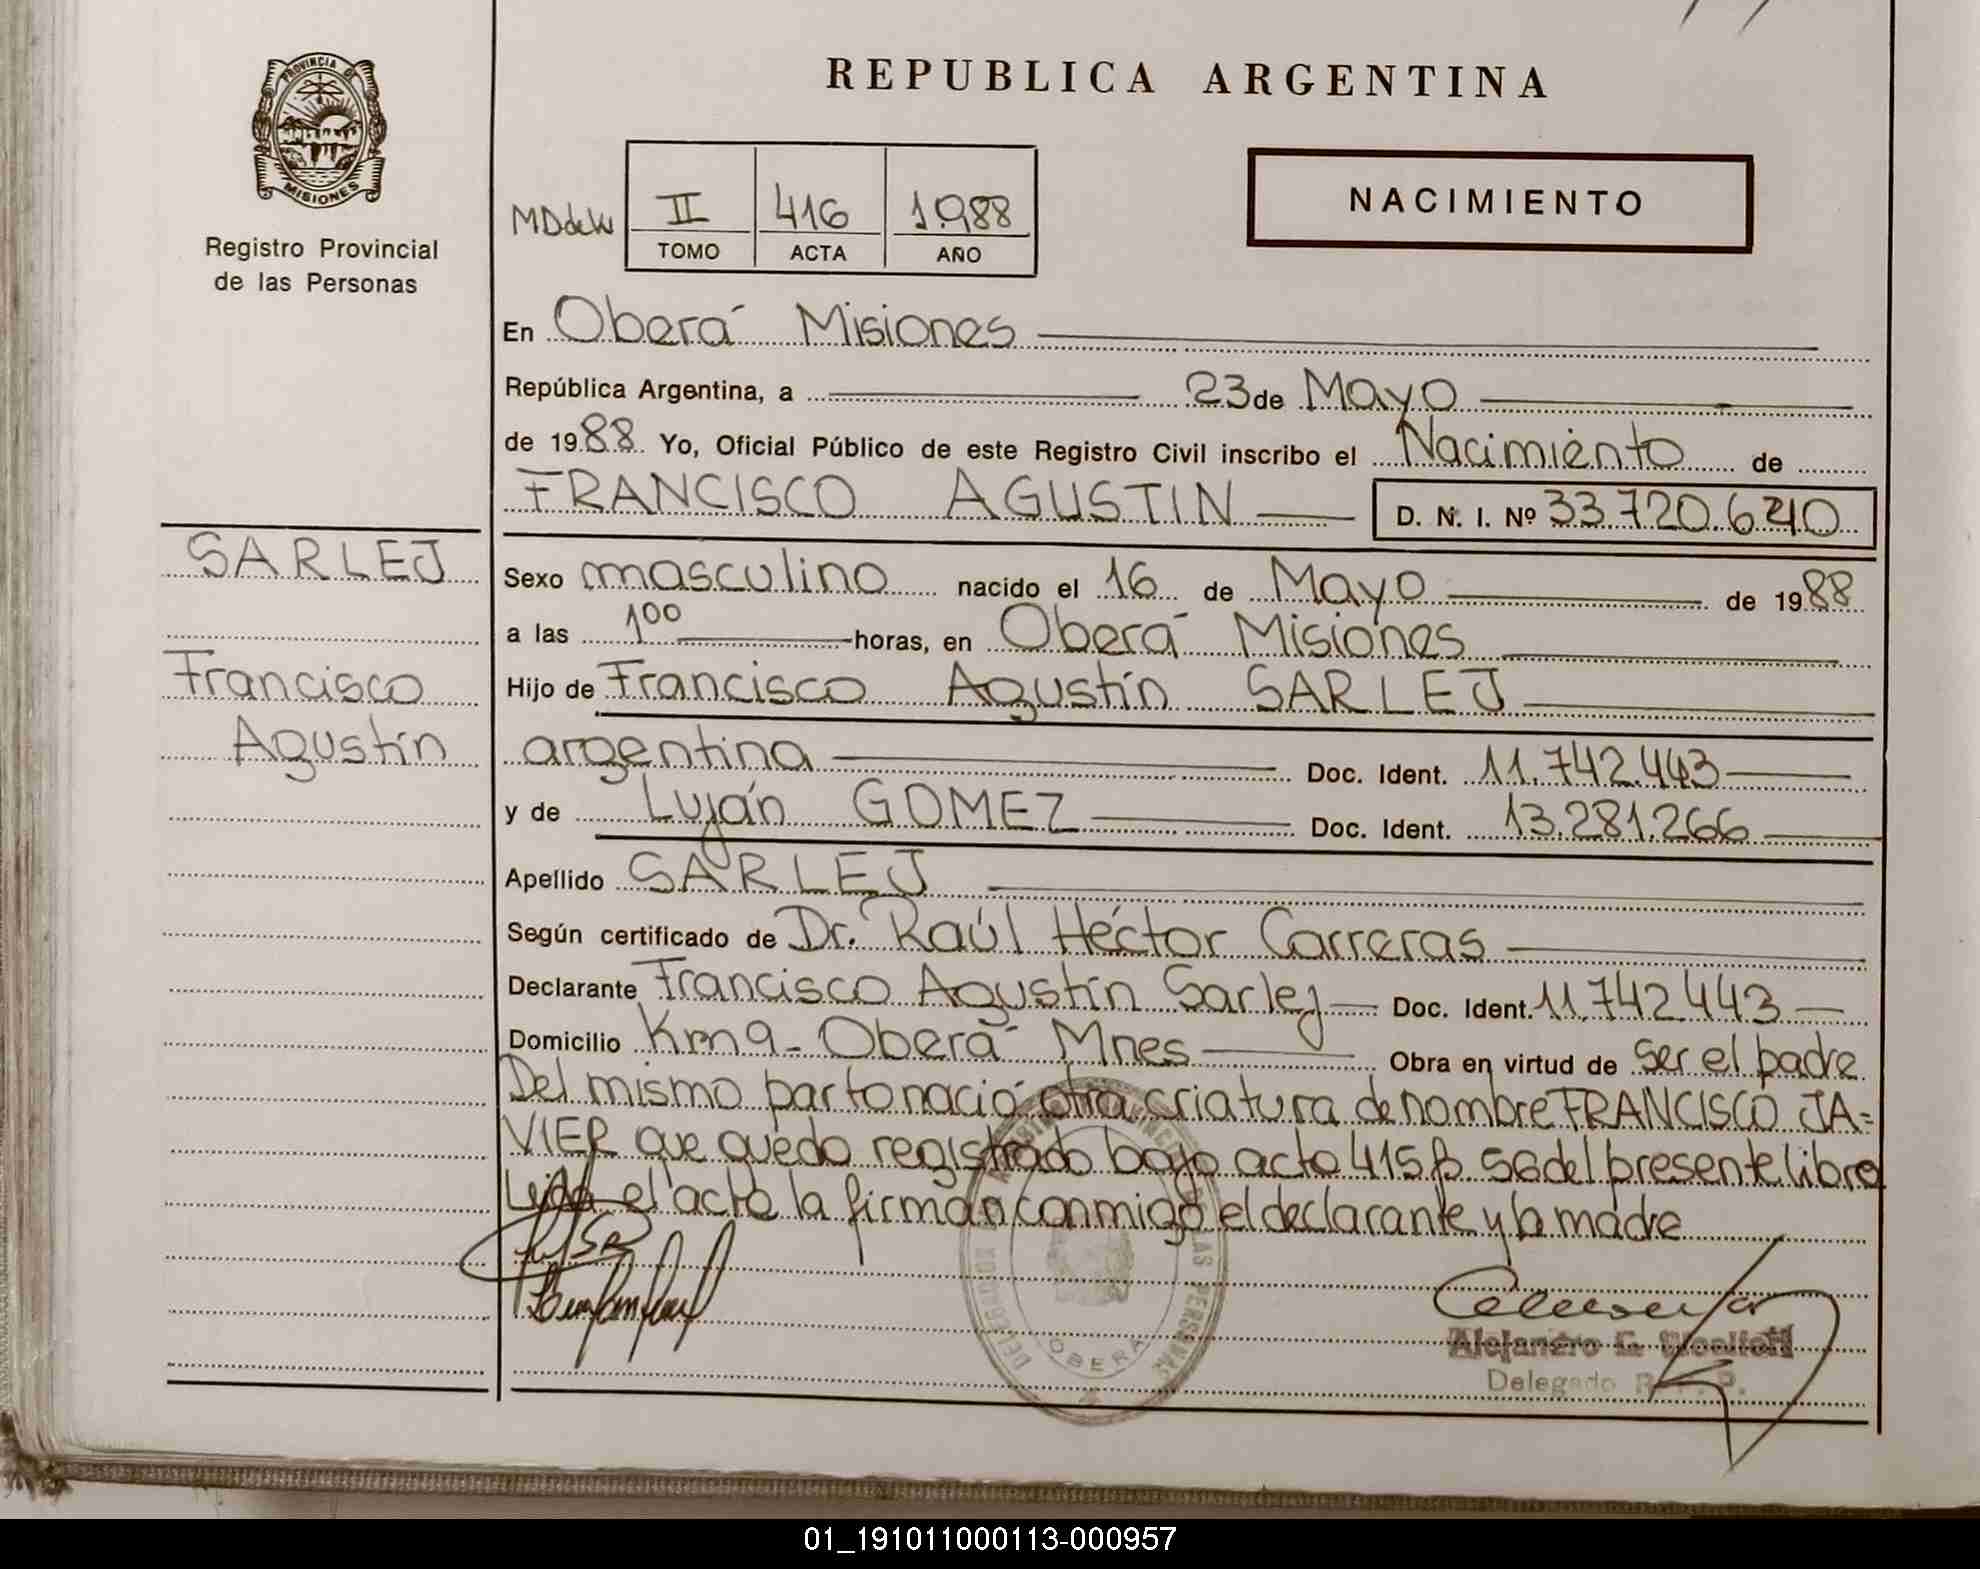 REPUBLICA ARGENTINA
PROVINCIA DE
MISIONES
Registro Provincial
de las Personas
II 416 1.988
TOMO ACTA AÑO
NACIMIENTO
En Oberá Misiones
República Argentina, a 23 de Mayo
de 1988 Yo, Oficial Público de este Registro Civil inscribo el Nacimiento de
FRANCISCO AGUSTIN D. N. I. Nº
SARLEJ
Francisco
Agustín
Sexo masculino nacido el 16 de Mayo de 1988
a las 1⁰⁰ horas, en Oberá Misiones
Hijo de Francisco Agustín SARLEJ
argentina Doc. Ident. 11.742.443
y de Luján GOMEZ Doc. Ident. 13.281.266
Apellido SARLEJ
Según certificado de Dr. Raúl Héctor Carreras
Declarante Francisco Agustín Sarlej Doc. Ident. 11.742.443
Domicilio Km 9- Oberá Mnes Obra en virtud de Ser el padre
Del mismo parto nació otra criatura de nombre FRANCISCO JA=
VIER que quedo registrado bajo acto 415 fo. 56 del presente libro
Leída el acta la firman conmigo el declarante y la madre
OBERA
Alejandro
Delegado
01_191011000113-000957